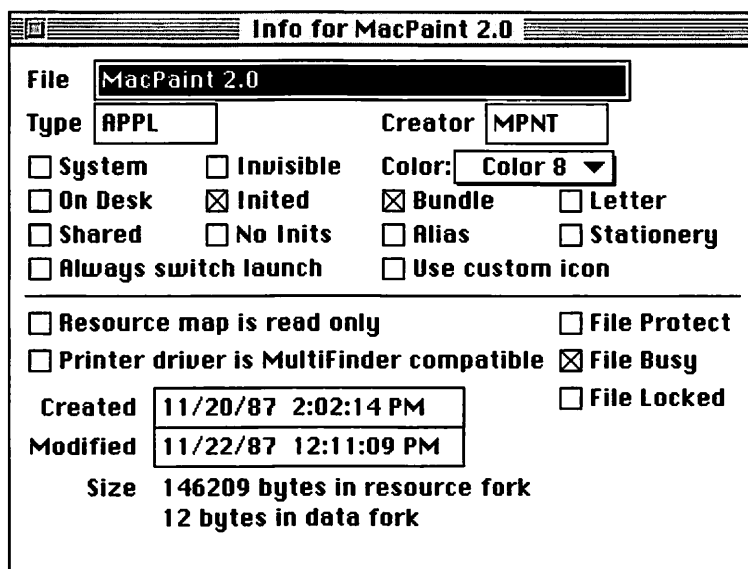 Info for MacPaint 2.0
File MacPaint 2.0
Type APPL Creator MPNT
System Invisible Color: Color 8
On Desk Inited Bundle Letter
Shared No Inits Alias Stationery
Always switch launch Use custom icon
Resource map is read only File Protect
Printer driver is MultiFinder compatible File Busy
Created 11/20/87 2:02:14 PM File Locked
Modified 11/22/87 12:11:09 PM
Size 146209 bytes in resource fork
12 bytes in data fork